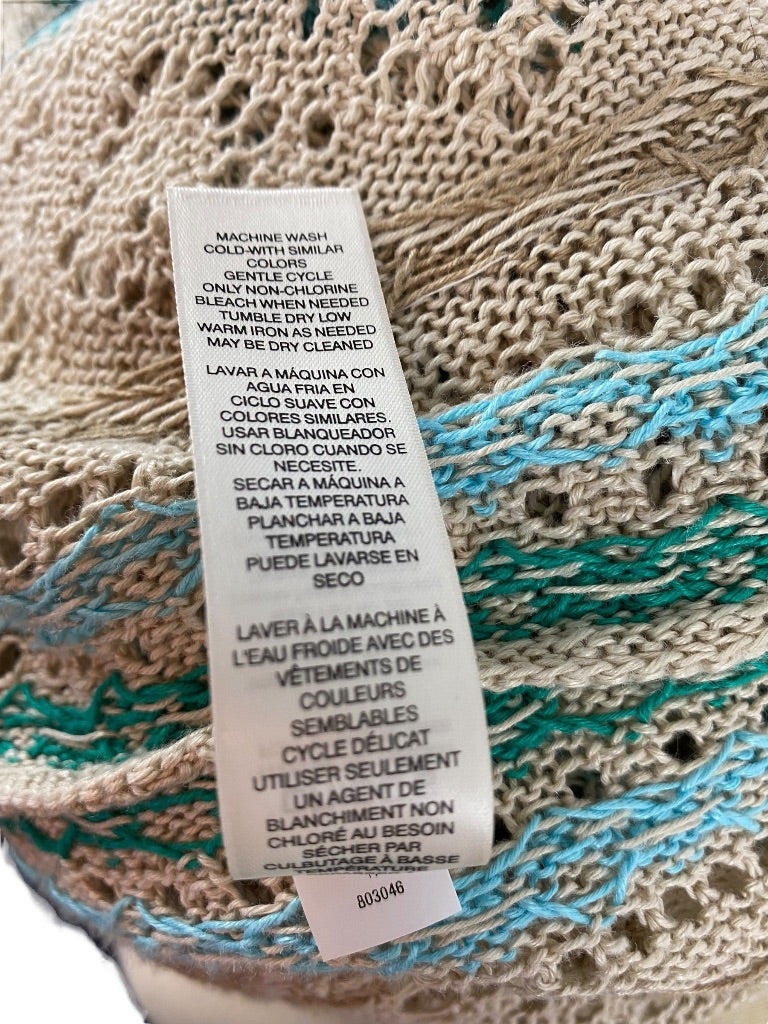 MACHINE WASH
COLD-WITH SIMILAR
COLORS
GENTLE CYCLE
ONLY NON-CHLORINE
BLEACH WHEN NEEDED
TUMBLE DRY LOW
WARM IRON AS NEEDED
MAY BE DRY CLEANED
LAVAR A MÁQUINA CON
AGUA FRIA EN
CICLO SUAVE CON
COLORES SIMILARES.
USAR BLANQUEADOR
SIN CLORO CUANDO SE
NECESITE.
SECAR A MÁQUINA A
BAJA TEMPERATURA
PLANCHAR A BAJA
TEMPERATURA
PUEDE LAVARSE EN
SECO
LAVER À LA MACHINE À
L'EAU FROIDE AVEC DES
VÊTEMENTS DE
COULEURS
SEMBLABLES
CYCLE DÉLICAT
UTILISER SEULEMENT
UN AGENT DE
BLANCHIMENT NON
CHLORÉ AU BESOIN
SÉCHER PAR
CULBUTAGE À BASSE
TEMPÉRATURE
803046